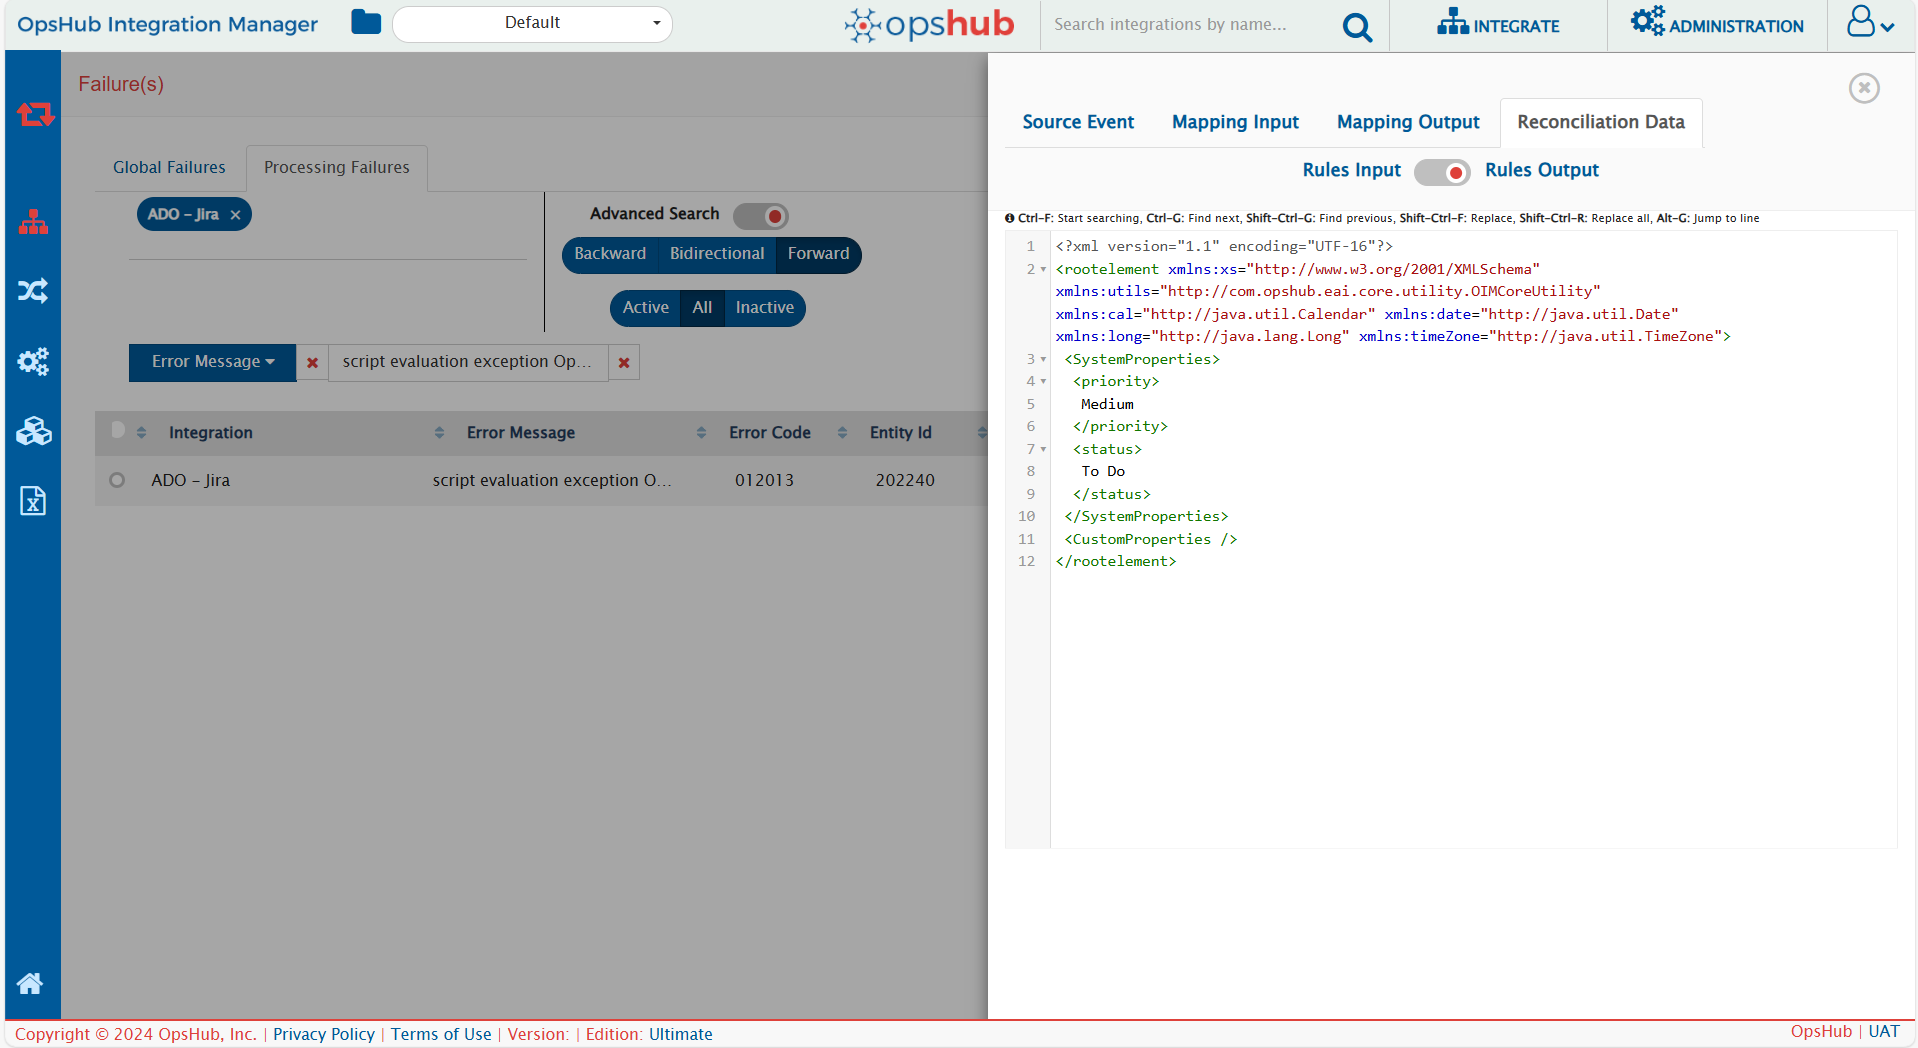 OpsHub Integration Manager
Default
opshub
Search integrations by name...
INTEGRATE
ADMINISTRATION
Failure(s)
Global Failures
Processing Failures
ADO – Jira ×
Advanced Search
Backward Bidirectional Forward
Active All Inactive
Error Message
script evaluation exception Op...
Integration Error Message Error Code Entity Id
ADO – Jira script evaluation exception O... 012013 202240
Source Event Mapping Input Mapping Output Reconciliation Data
Rules Input Rules Output
Ctrl-F: Start searching, Ctrl-G: Find next, Shift-Ctrl-G: Find previous, Shift-Ctrl-F: Replace, Shift-Ctrl-R: Replace all, Alt-G: Jump to line
1 <?xml version="1.1" encoding="UTF-16"?>
2 <rootelement xmlns:xs="http://www.w3.org/2001/XMLSchema"
xmlns:utils="http://com.opshub.eai.core.utility.OIMCoreUtility"
xmlns:cal="http://java.util.Calendar" xmlns:date="http://java.util.Date"
xmlns:long="http://java.lang.Long" xmlns:timeZone="http://java.util.TimeZone">
3 <SystemProperties>
4 <priority>
5 Medium
6 </priority>
7 <status>
8 To Do
9 </status>
10 </SystemProperties>
11 <CustomProperties />
12 </rootelement>
Copyright © 2024 OpsHub, Inc. | Privacy Policy | Terms of Use | Version: | Edition: Ultimate
OpsHub | UAT